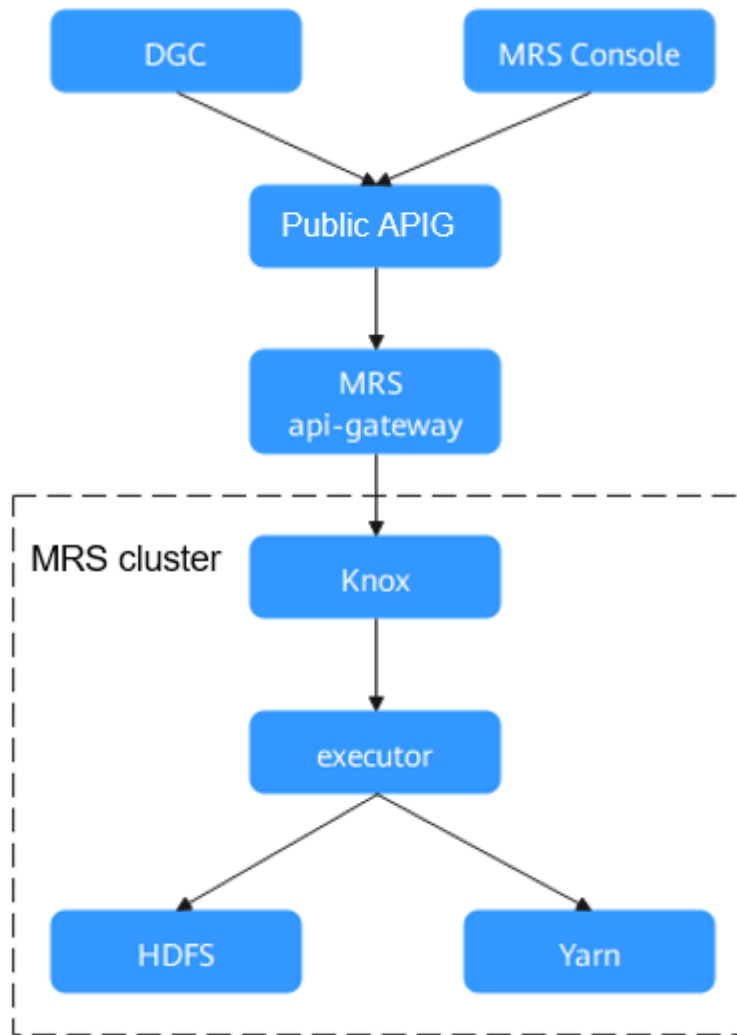 DGC
MRS Console
Public APIG
MRS
api-gateway
MRS cluster
Knox
executor
HDFS
Yarn